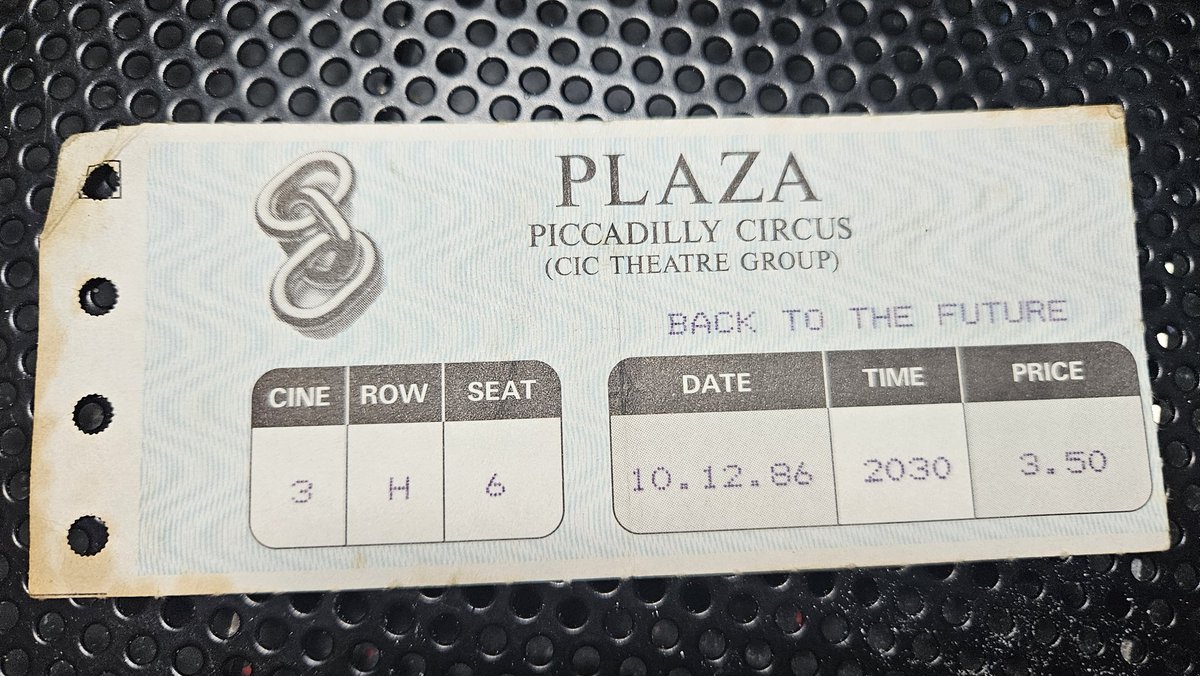 PLAZA
PICCADILLY CIRCUS
(CIC THEATRE GROUP)
BACK TO THE FUTURE
CINE ROW SEAT
3 H 6
DATE TIME PRICE
10.12.86 2030 3.50